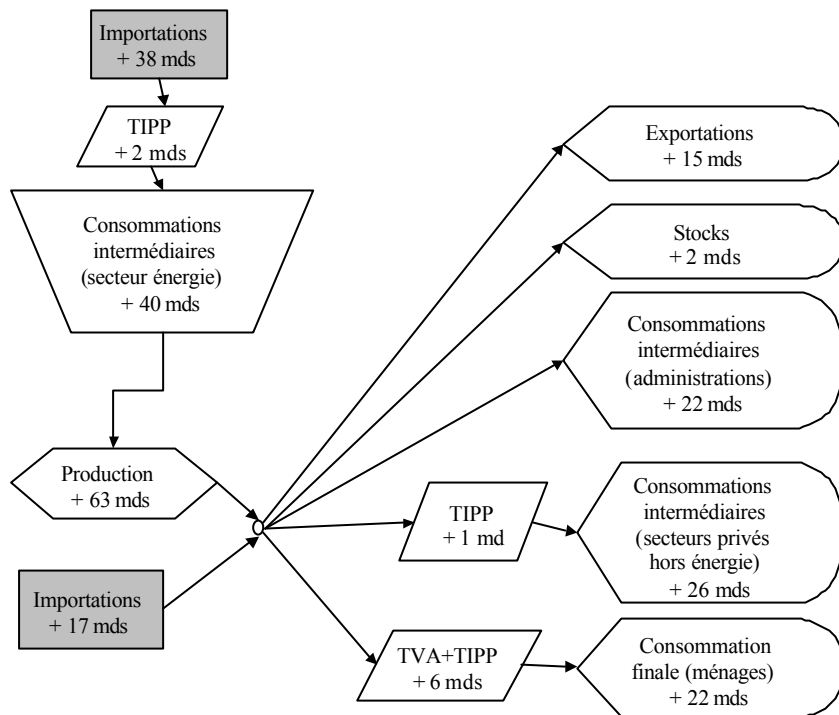 Importations
+ 38 mds
TIPP
+ 2 mds
Consommations
intermédiaires
(secteur énergie)
+ 40 mds
Production
+ 63 mds
Importations
+ 17 mds
Exportations
+ 15 mds
Stocks
+ 2 mds
Consommations
intermédiaires
(administrations)
+ 22 mds
TIPP
+ 1 md
Consommations
intermédiaires
(secteurs privés
hors énergie)
+ 26 mds
TVA+TIPP
+ 6 mds
Consommation
finale (ménages)
+ 22 mds